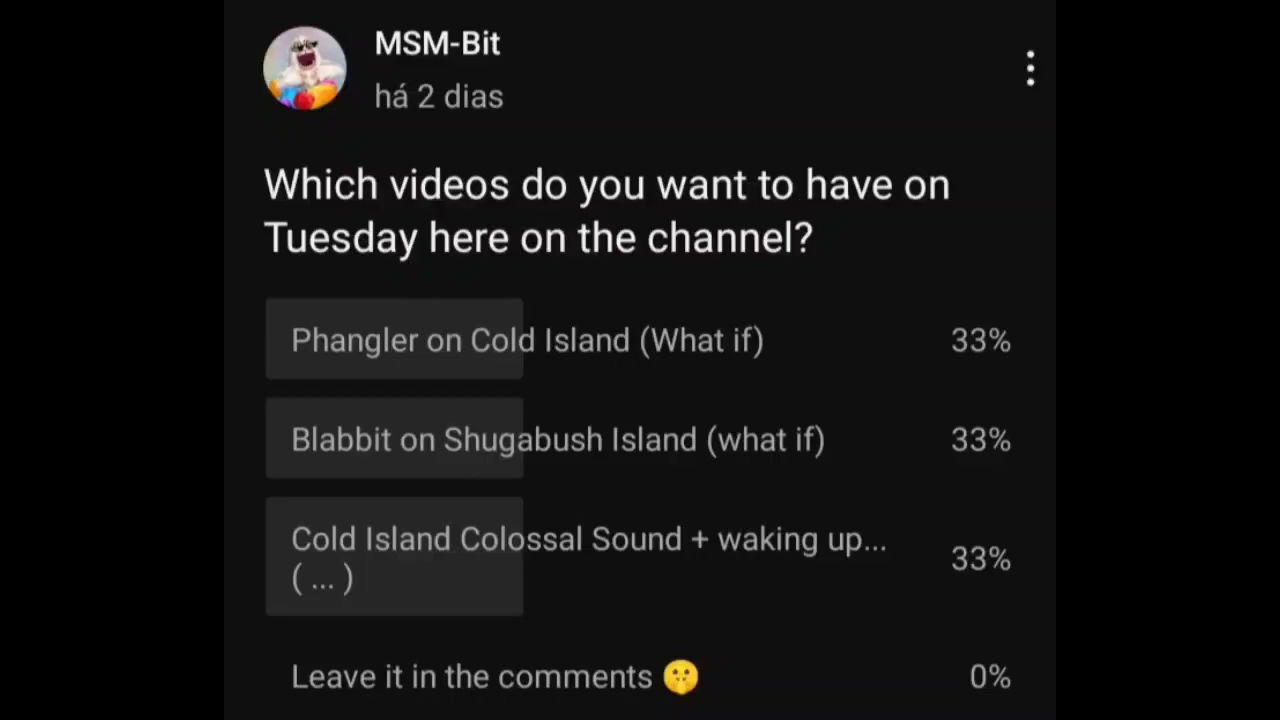 MSM-Bit
há 2 dias
Which videos do you want to have on
Tuesday here on the channel?
Phangler on Cold Island (What if) 33%
Blabbit on Shugabush Island (what if) 33%
Cold Island Colossal Sound + waking up...
( ... ) 33%
Leave it in the comments 🤫 0%